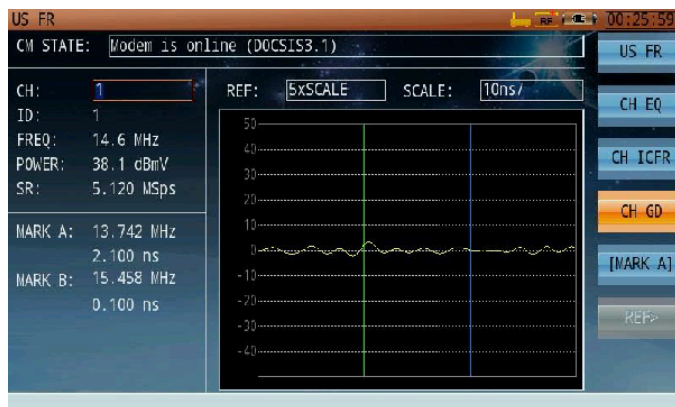 US FR
RF
00:25:59
CM STATE: Modem is online (DOCSIS3.1)
CH: 1
ID: 1
FREQ: 14.6 MHz
POWER: 38.1 dBmV
SR: 5.120 MSps
MARK A: 13.742 MHz
2.100 ns
MARK B: 15.458 MHz
0.100 ns
REF: 5xSCALE SCALE: 10ns/
50
40
30
20
10
0
-10
-20
-30
-40
US FR
CH EQ
CH ICFR
CH GD
[MARK A]
REF>